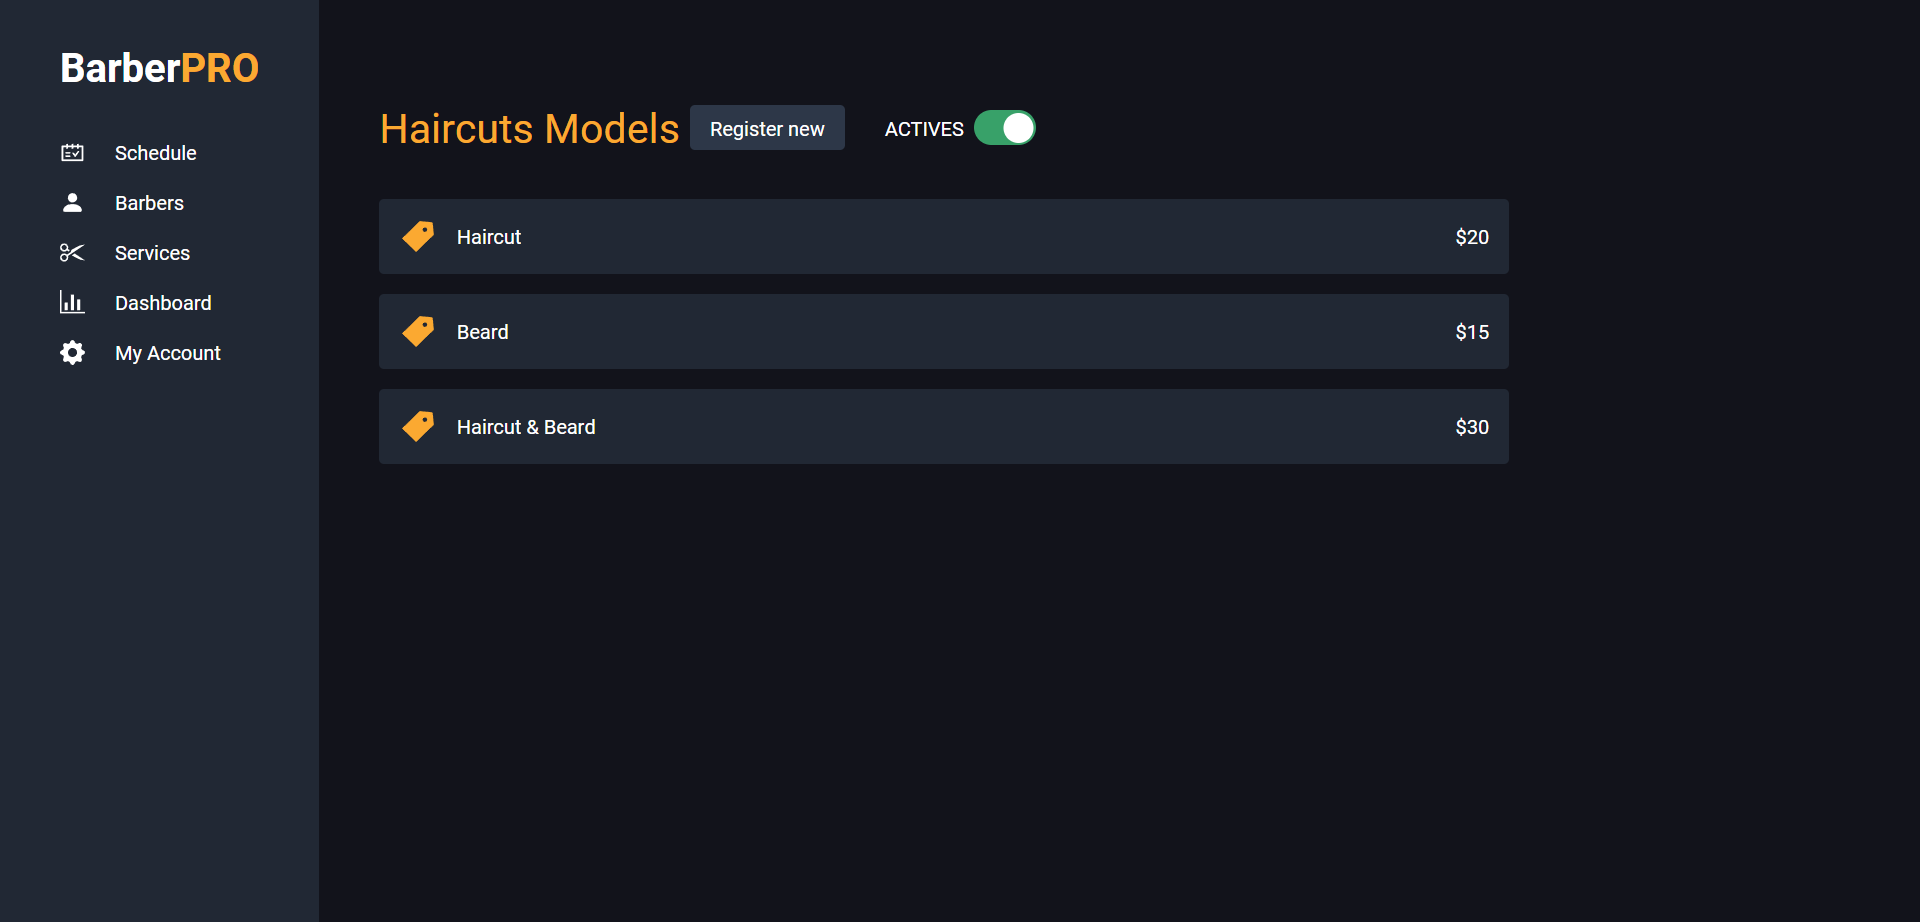 BarberPRO
Schedule
Barbers
Services
Dashboard
My Account
Haircuts Models
Register new
ACTIVES
Haircut
$20
Beard
$15
Haircut & Beard
$30